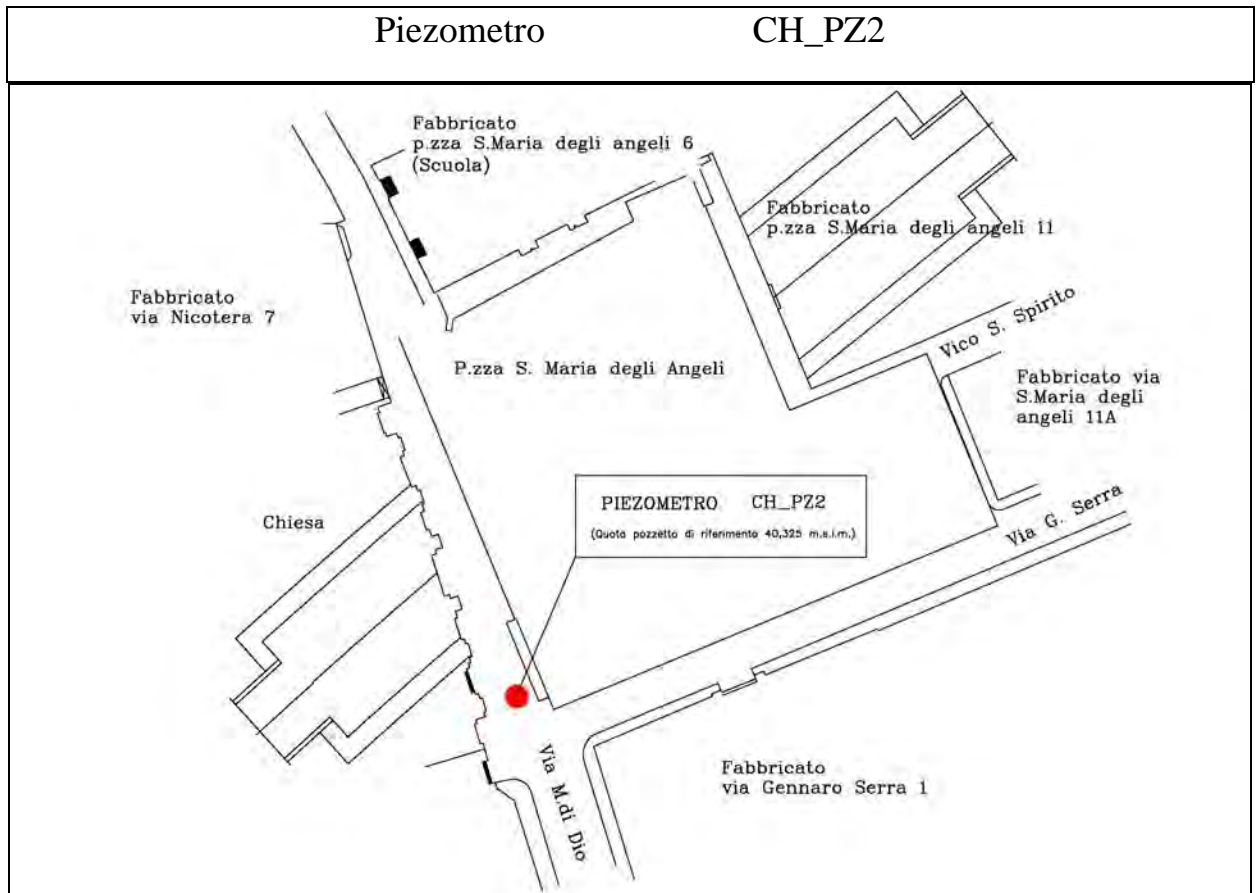 Piezometro CH_PZ2
Fabbricato
p.zza S.Maria degli angeli 6
(Scuola)
Fabbricato
p.zza S.Maria degli angeli 11
Fabbricato
via Nicotera 7
Vico S. Spirito
P.zza S. Maria degli Angeli
Fabbricato via
S.Maria degli
angeli 11A
PIEZOMETRO CH_PZ2
(Quota pozzetto di riferimento 40,325 m.s.l.m.)
Chiesa
Via G. Serra
Via M.di Dio
Fabbricato
via Gennaro Serra 1